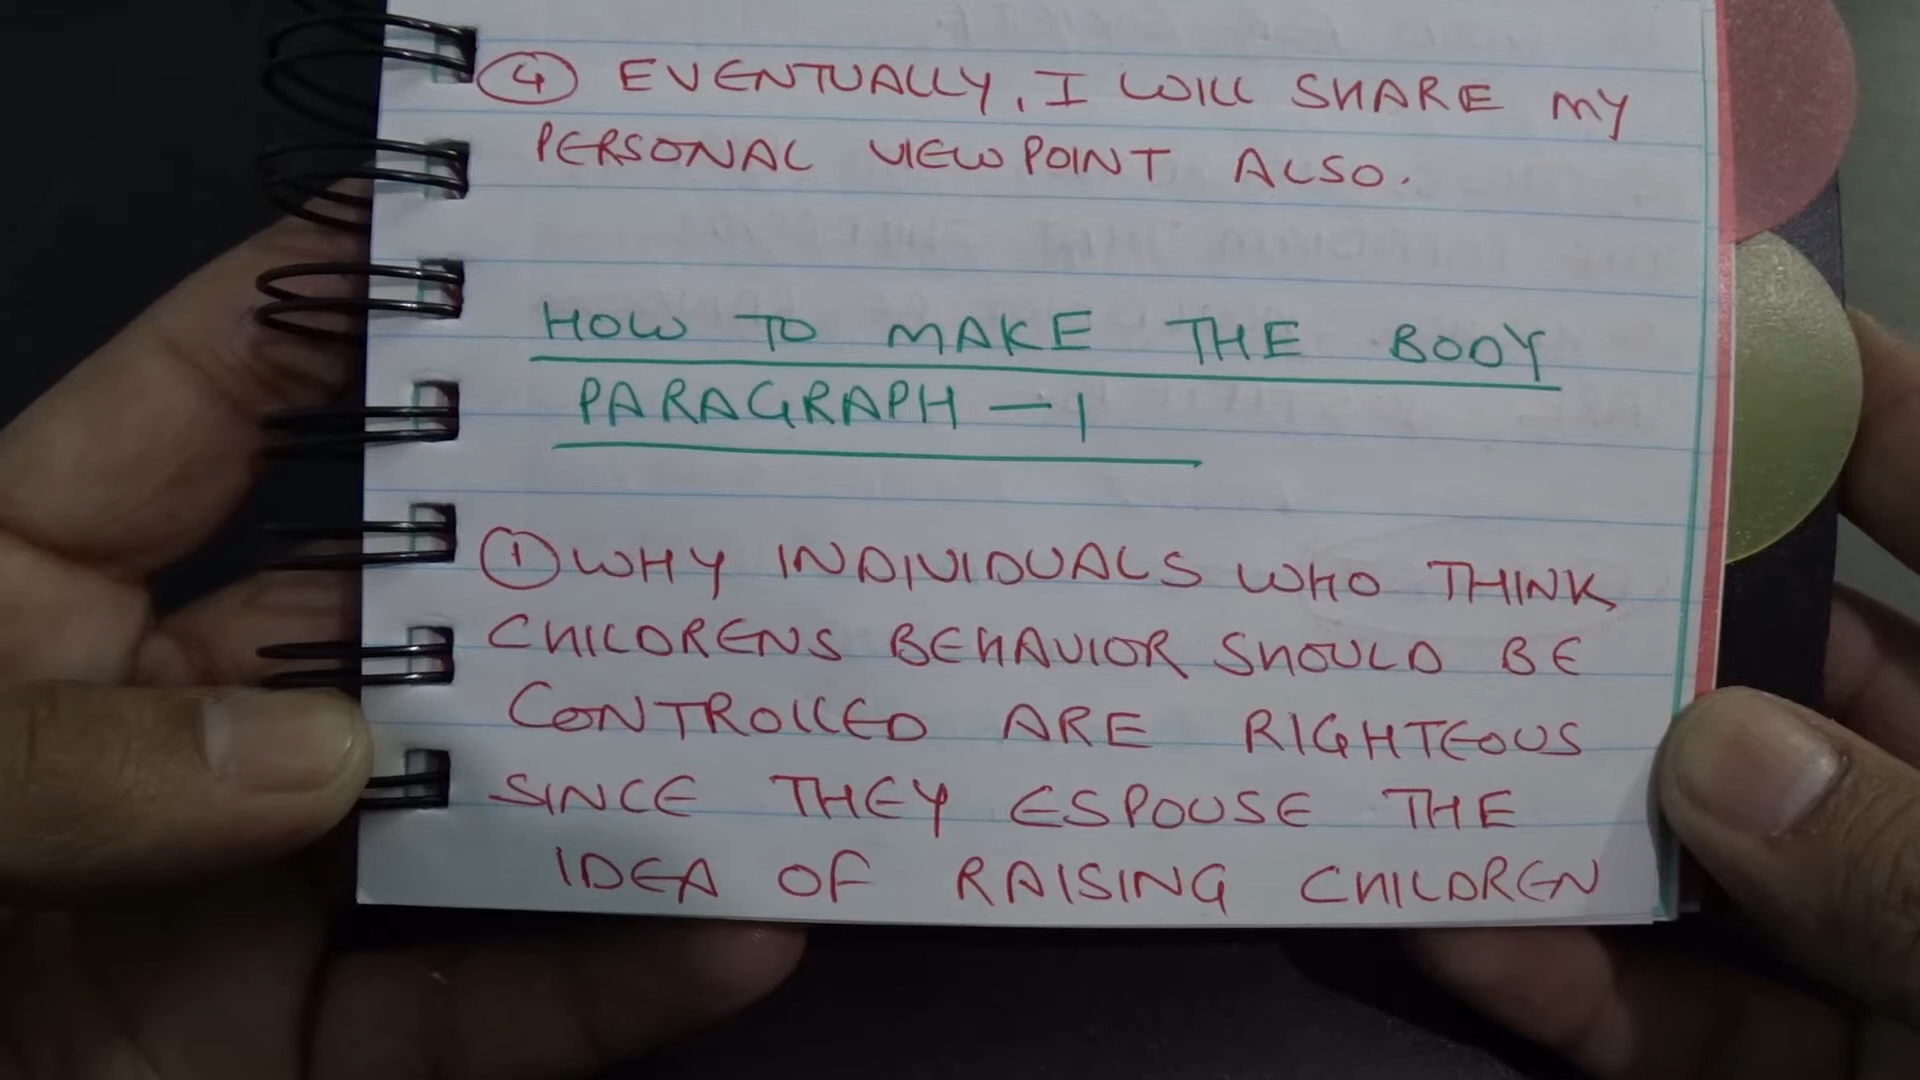 4 EVENTUALLY, I WILL SHARE MY
PERSONAL VIEWPOINT ALSO.
HOW TO MAKE THE BODY
PARAGRAPH - 1
1 WHY INDIVIDUALS WHO THINK
CHILDRENS BEHAVIOR SHOULD BE
CONTROLLED ARE RIGHTEOUS
SINCE THEY ESPOUSE THE
IDEA OF RAISING CHILDREN